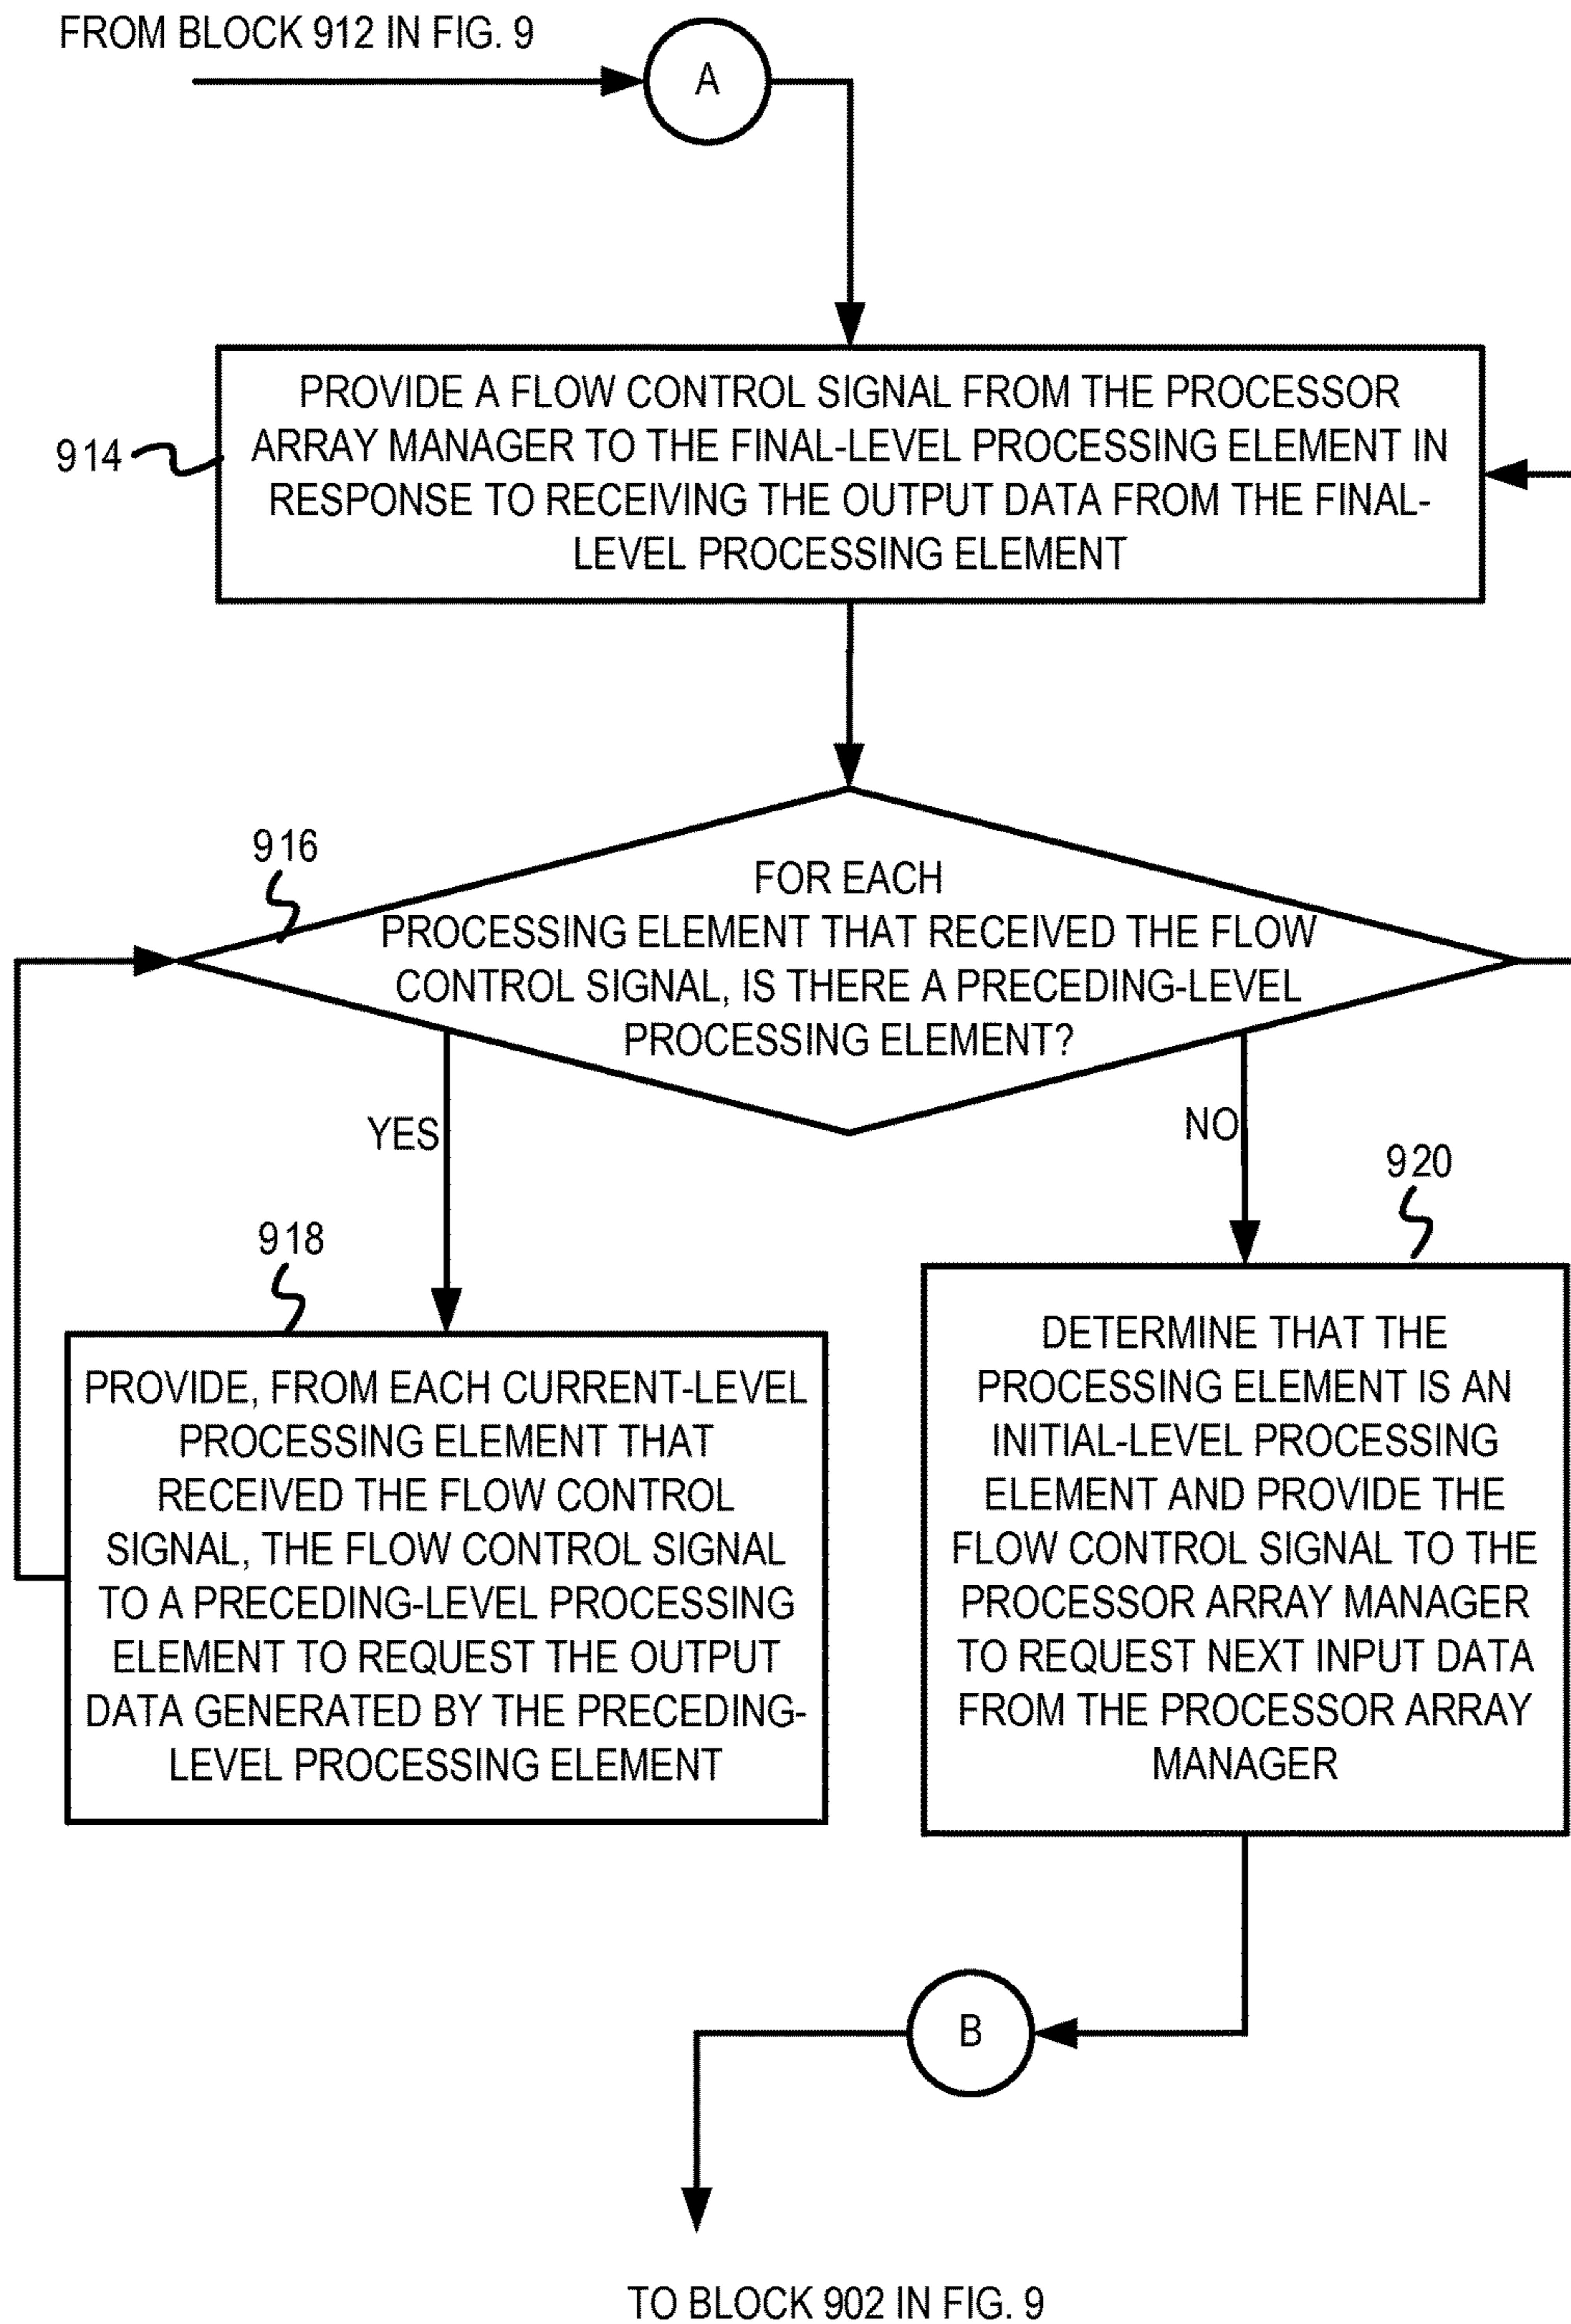 FROM BLOCK 912 IN FIG. 9
A
PROVIDE A FLOW CONTROL SIGNAL FROM THE PROCESSOR
ARRAY MANAGER TO THE FINAL-LEVEL PROCESSING ELEMENT IN
RESPONSE TO RECEIVING THE OUTPUT DATA FROM THE FINAL-
LEVEL PROCESSING ELEMENT
914
916
FOR EACH
PROCESSING ELEMENT THAT RECEIVED THE FLOW
CONTROL SIGNAL, IS THERE A PRECEDING-LEVEL
PROCESSING ELEMENT?
YES
NO
918
PROVIDE, FROM EACH CURRENT-LEVEL
PROCESSING ELEMENT THAT
RECEIVED THE FLOW CONTROL
SIGNAL, THE FLOW CONTROL SIGNAL
TO A PRECEDING-LEVEL PROCESSING
ELEMENT TO REQUEST THE OUTPUT
DATA GENERATED BY THE PRECEDING-
LEVEL PROCESSING ELEMENT
920
DETERMINE THAT THE
PROCESSING ELEMENT IS AN
INITIAL-LEVEL PROCESSING
ELEMENT AND PROVIDE THE
FLOW CONTROL SIGNAL TO THE
PROCESSOR ARRAY MANAGER
TO REQUEST NEXT INPUT DATA
FROM THE PROCESSOR ARRAY
MANAGER
B
TO BLOCK 902 IN FIG. 9